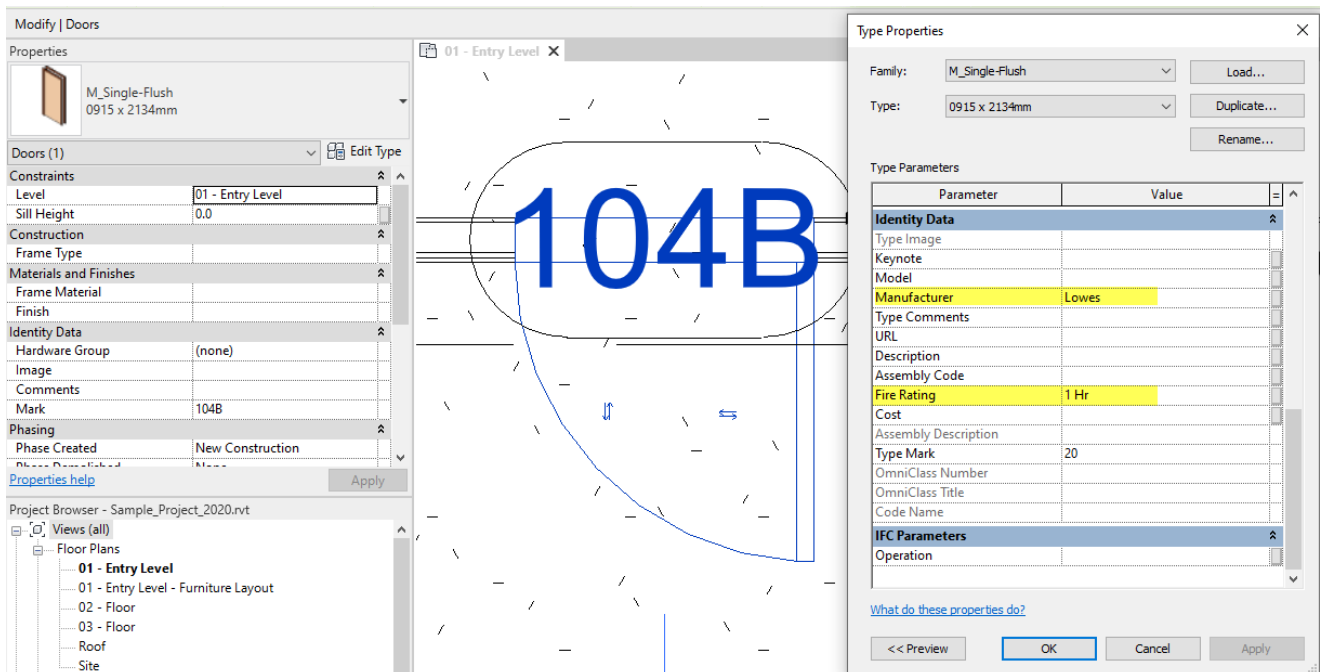 Modify | Doors
Properties
M_Single-Flush
0915 x 2134mm
Doors (1)
Edit Type
Constraints
Level 01 - Entry Level
Sill Height 0.0
Construction
Frame Type
Materials and Finishes
Frame Material
Finish
Identity Data
Hardware Group (none)
Image
Comments
Mark 104B
Phasing
Phase Created New Construction
Phase Demolished None
Properties help
Apply
Project Browser - Sample_Project_2020.rvt
Views (all)
Floor Plans
01 - Entry Level
01 - Entry Level - Furniture Layout
02 - Floor
03 - Floor
Roof
Site
01 - Entry Level
104B
Type Properties
Family: M_Single-Flush Load...
Type: 0915 x 2134mm Duplicate...
Rename...
Type Parameters
Parameter Value =
Identity Data
Type Image
Keynote
Model
Manufacturer Lowes
Type Comments
URL
Description
Assembly Code
Fire Rating 1 Hr
Cost
Assembly Description
Type Mark 20
OmniClass Number
OmniClass Title
Code Name
IFC Parameters
Operation
What do these properties do?
<< Preview OK Cancel Apply